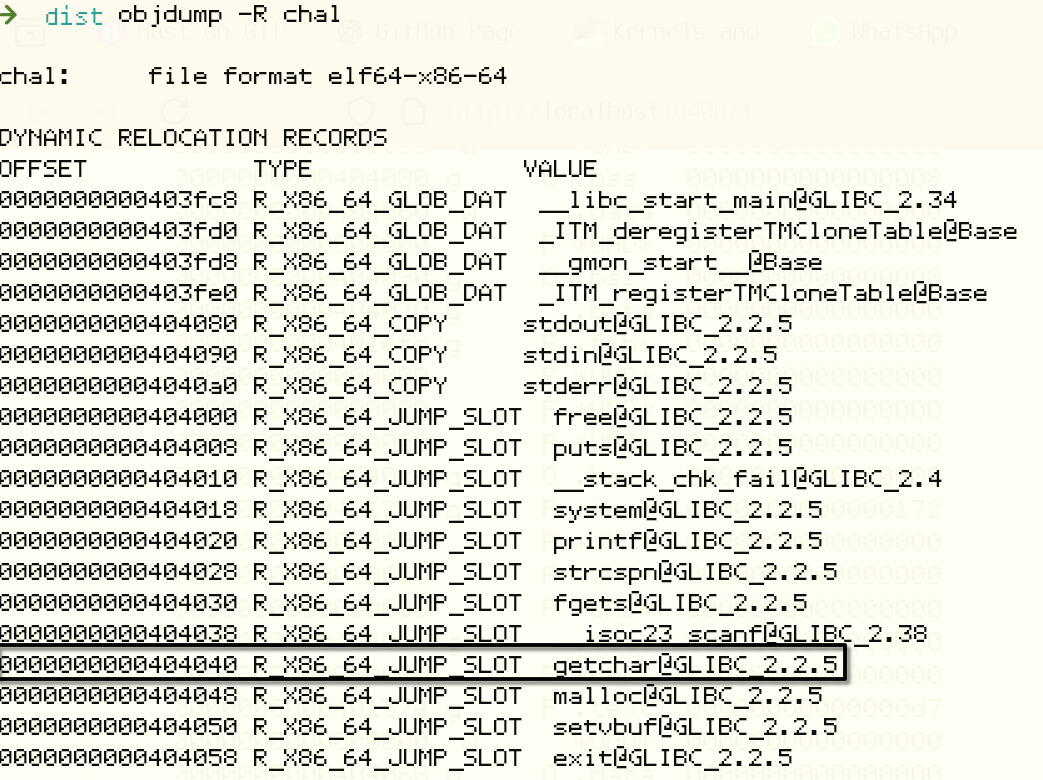 → dist objdump -R chal
chal:     file format elf64-x86-64
DYNAMIC RELOCATION RECORDS
OFFSET           TYPE              VALUE
0000000000403fc8 R_X86_64_GLOB_DAT  __libc_start_main@GLIBC_2.34
0000000000403fd0 R_X86_64_GLOB_DAT  _ITM_deregisterTMCloneTable@Base
0000000000403fd8 R_X86_64_GLOB_DAT  __gmon_start__@Base
0000000000403fe0 R_X86_64_GLOB_DAT  _ITM_registerTMCloneTable@Base
0000000000404080 R_X86_64_COPY     stdout@GLIBC_2.2.5
0000000000404090 R_X86_64_COPY     stdin@GLIBC_2.2.5
00000000004040a0 R_X86_64_COPY     stderr@GLIBC_2.2.5
0000000000404000 R_X86_64_JUMP_SLOT  free@GLIBC_2.2.5
0000000000404008 R_X86_64_JUMP_SLOT  puts@GLIBC_2.2.5
0000000000404010 R_X86_64_JUMP_SLOT  __stack_chk_fail@GLIBC_2.4
0000000000404018 R_X86_64_JUMP_SLOT  system@GLIBC_2.2.5
0000000000404020 R_X86_64_JUMP_SLOT  printf@GLIBC_2.2.5
0000000000404028 R_X86_64_JUMP_SLOT  strcspn@GLIBC_2.2.5
0000000000404030 R_X86_64_JUMP_SLOT  fgets@GLIBC_2.2.5
0000000000404038 R_X86_64_JUMP_SLOT  __isoc23_scanf@GLIBC_2.38
0000000000404040 R_X86_64_JUMP_SLOT  getchar@GLIBC_2.2.5
0000000000404048 R_X86_64_JUMP_SLOT  malloc@GLIBC_2.2.5
0000000000404050 R_X86_64_JUMP_SLOT  setvbuf@GLIBC_2.2.5
0000000000404058 R_X86_64_JUMP_SLOT  exit@GLIBC_2.2.5